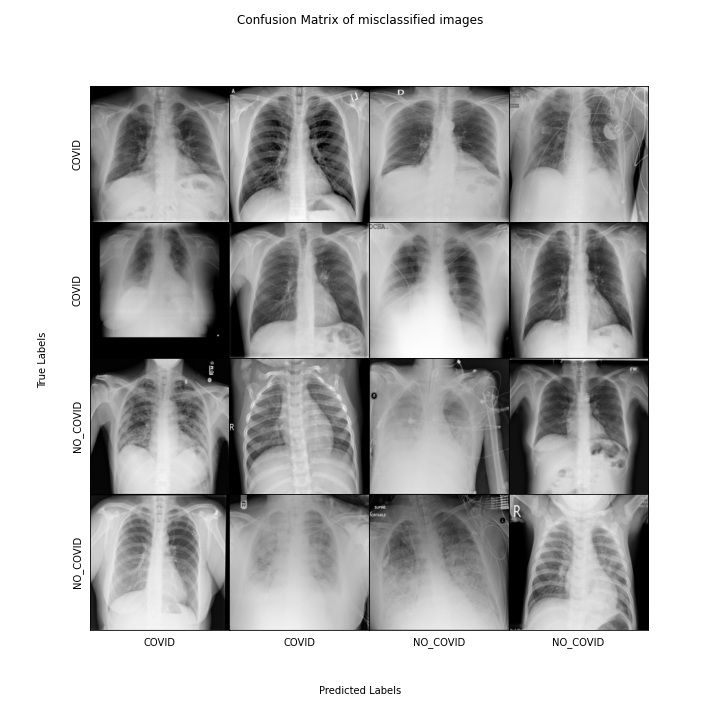 Confusion Matrix of misclassified images
COVID
COVID
NO_COVID
NO_COVID
True Labels
D
R
R
COVID
COVID
NO_COVID
NO_COVID
Predicted Labels